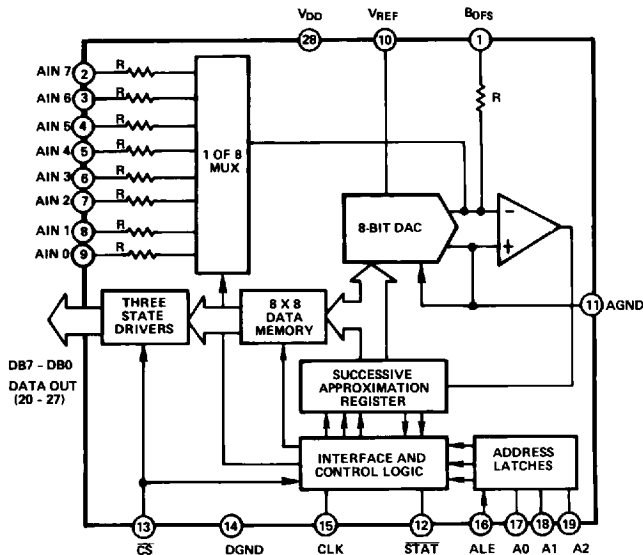 VDD
VREF
BOFS
28
10
1
AIN 7 2 R
AIN 6 3 R
AIN 5 4 R
AIN 4 5 R
AIN 3 6 R
AIN 2 7 R
AIN 1 8 R
AIN 0 9 R
1 OF 8
MUX
R
8-BIT DAC
−
+
11 AGND
THREE
STATE
DRIVERS
8 X 8
DATA
MEMORY
DB7 – DB0
DATA OUT
(20 - 27)
SUCCESSIVE
APPROXIMATION
REGISTER
INTERFACE AND
CONTROL LOGIC
ADDRESS
LATCHES
13
14
15
12
16
17
18
19
CS
DGND
CLK
STAT
ALE
A0
A1
A2